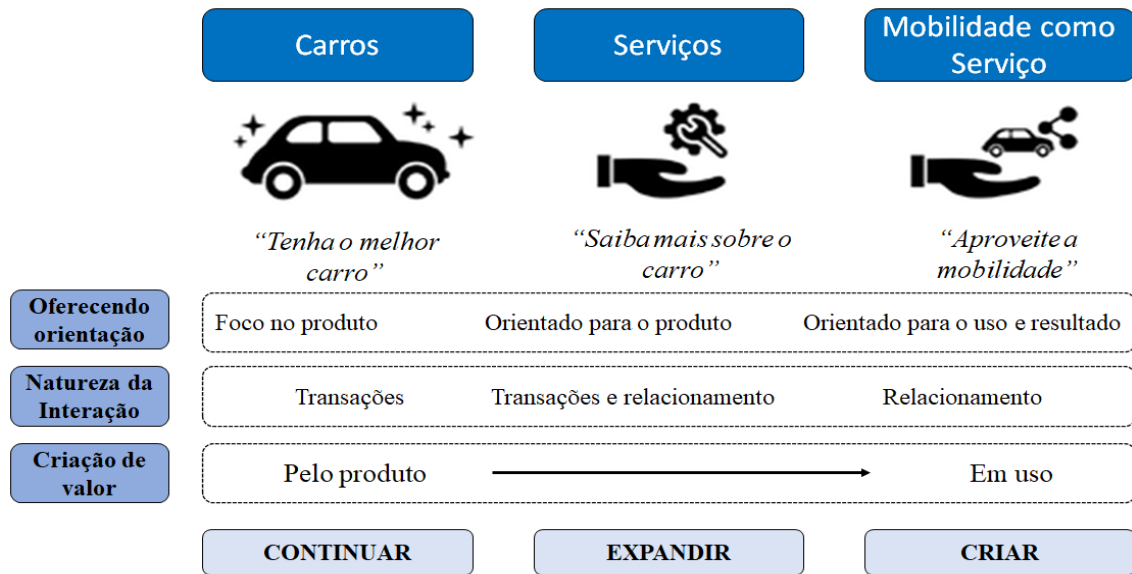 Carros
Serviços
Mobilidade como
Serviço
“Tenha o melhor
carro”
“Saiba mais sobre o
carro”
“Aproveite a
mobilidade”
Oferecendo
orientação
Foco no produto
Orientado para o produto
Orientado para o uso e resultado
Natureza da
Interação
Transações
Transações e relacionamento
Relacionamento
Criação de
valor
Pelo produto
Em uso
CONTINUAR
EXPANDIR
CRIAR